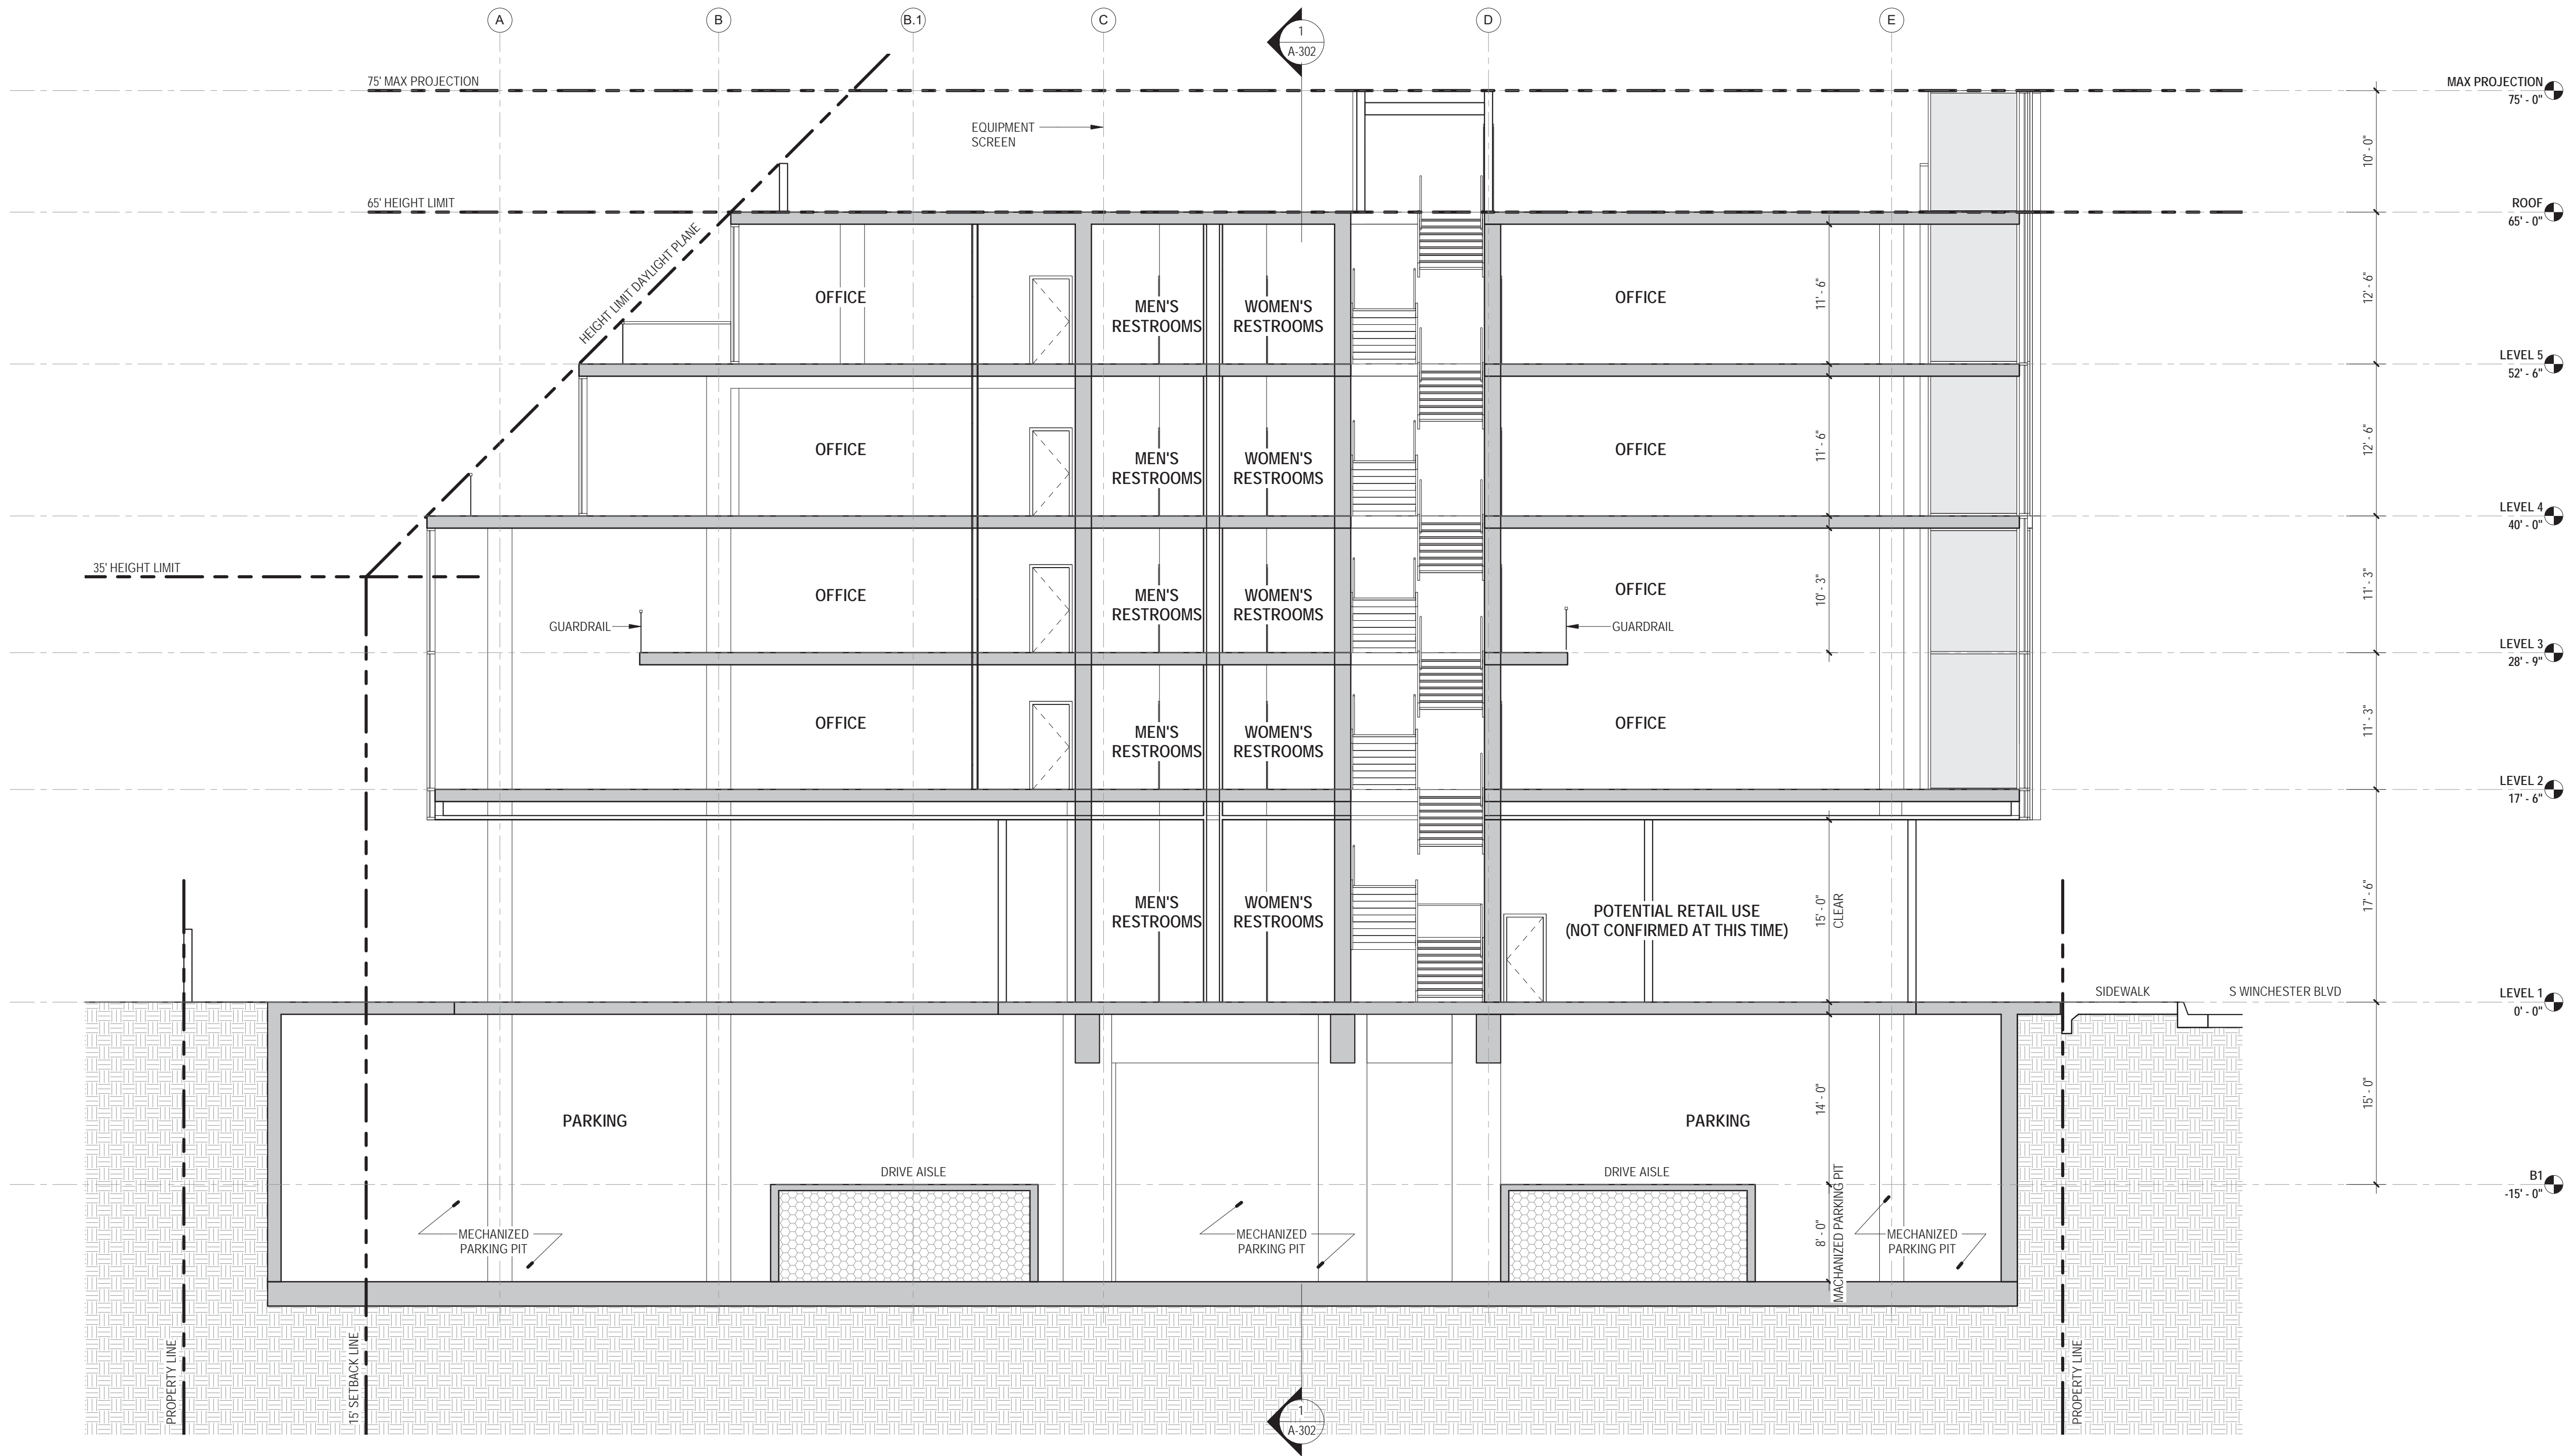 A
B
B.1
C
1
A-302
D
E
75' MAX PROJECTION
MAX PROJECTION
75' - 0"
EQUIPMENT
SCREEN
10' - 0"
65' HEIGHT LIMIT
ROOF
65' - 0"
HEIGHT LIMIT DAYLIGHT PLANE
OFFICE
MEN'S
RESTROOMS
WOMEN'S
RESTROOMS
OFFICE
11' - 6"
12' - 6"
LEVEL 5
52' - 6"
OFFICE
MEN'S
RESTROOMS
WOMEN'S
RESTROOMS
OFFICE
11' - 6"
12' - 6"
LEVEL 4
40' - 0"
35' HEIGHT LIMIT
OFFICE
MEN'S
RESTROOMS
WOMEN'S
RESTROOMS
OFFICE
10' - 3"
11' - 3"
GUARDRAIL
GUARDRAIL
LEVEL 3
28' - 9"
OFFICE
MEN'S
RESTROOMS
WOMEN'S
RESTROOMS
OFFICE
11' - 3"
LEVEL 2
17' - 6"
MEN'S
RESTROOMS
WOMEN'S
RESTROOMS
POTENTIAL RETAIL USE
(NOT CONFIRMED AT THIS TIME)
15' - 0"
CLEAR
17' - 6"
SIDEWALK
S WINCHESTER BLVD
LEVEL 1
0' - 0"
PARKING
PARKING
14' - 0"
15' - 0"
DRIVE AISLE
DRIVE AISLE
B1
-15' - 0"
MECHANIZED
PARKING PIT
MECHANIZED
PARKING PIT
8' - 0"
MACHANIZED PARKING PIT
MECHANIZED
PARKING PIT
PROPERTY LINE
15' SETBACK LINE
PROPERTY LINE
1
A-302